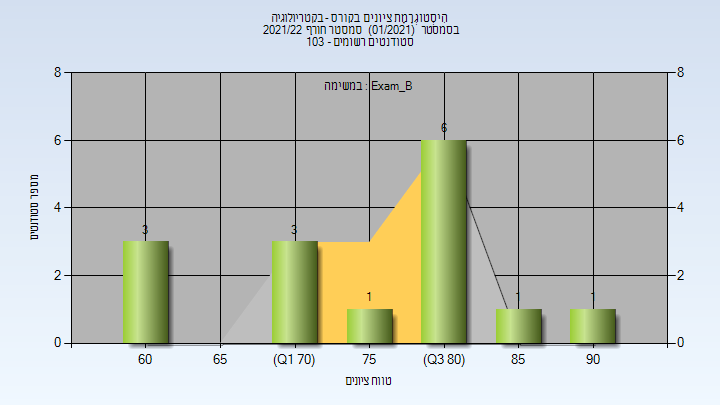 היסטוגרמת ציונים בקורס - בקטריולוגיה
בסמסטר (01/2021) סמסטר חורף 2021/22
סטודנטים רשומים - 103
במשימה : Exam_B
מספר סטודנטים
8
6
4
2
0
8
6
4
2
0
3
3
1
6
1
1
60
65
(Q1 70)
75
(Q3 80)
85
90
טווח ציונים